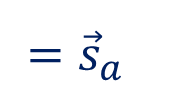 = s⃗ₐ